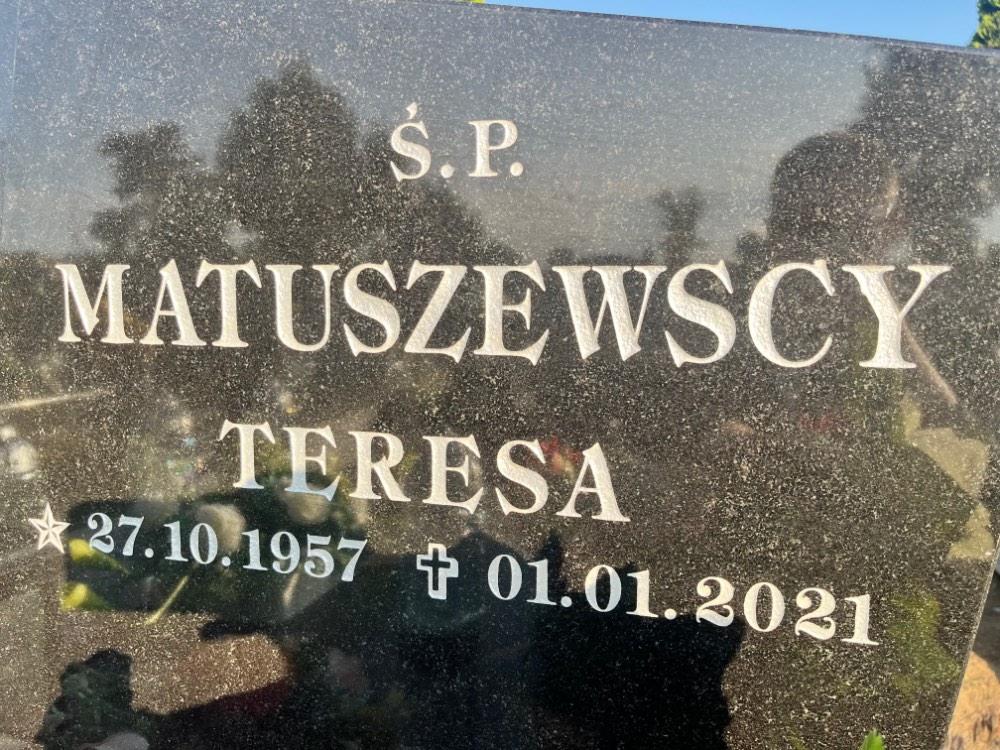 Ś.P.
MATUSZEWSCY
TERESA
27.10.1957 01.01.2021